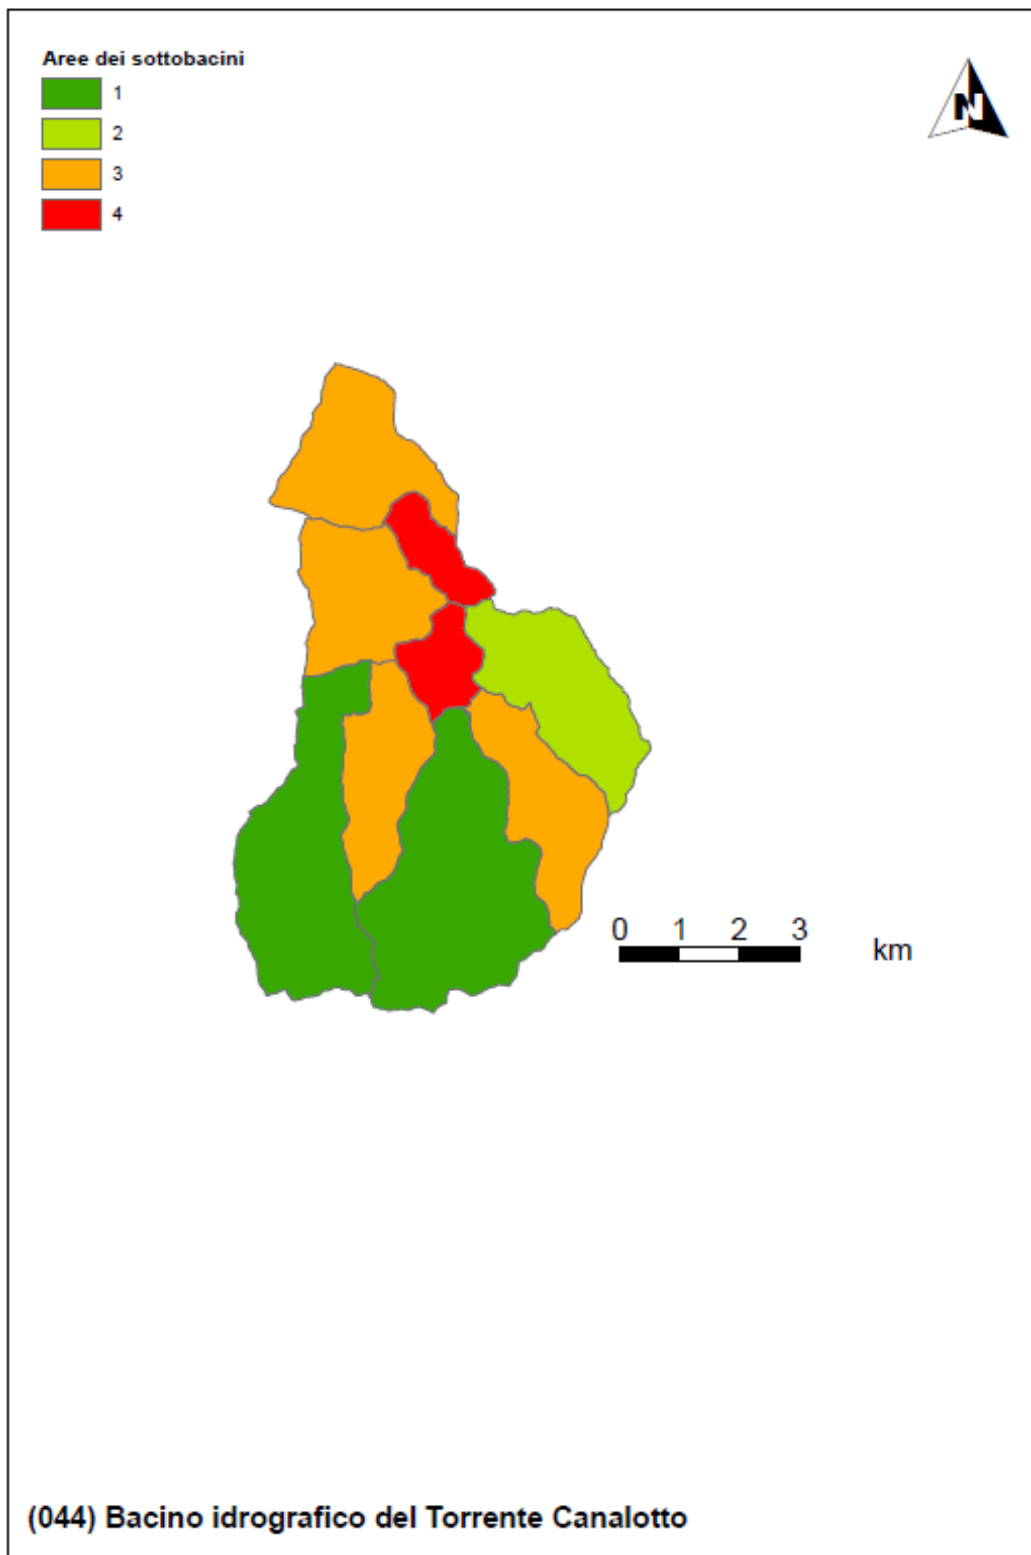 Aree dei sottobacini
1
2
3
4
N
0 1 2 3 km
(044) Bacino idrografico del Torrente Canalotto